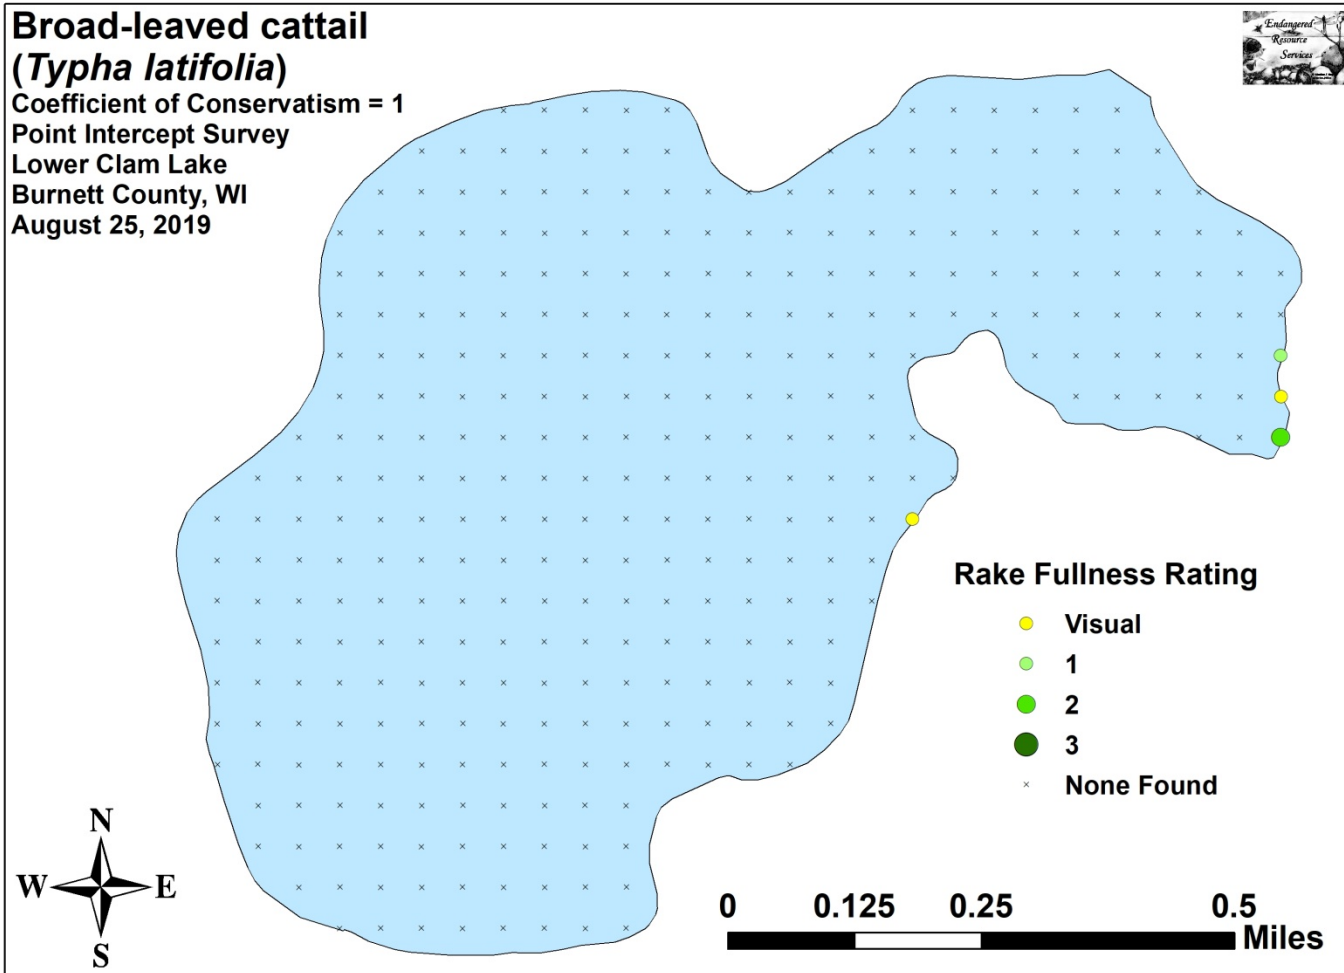 Broad-leaved cattail
(Typha latifolia)
Coefficient of Conservatism = 1
Point Intercept Survey
Lower Clam Lake
Burnett County, WI
August 25, 2019
Endangered
Resource
Services
Rake Fullness Rating
Visual
1
2
3
None Found
N
W E
S
0 0.125 0.25 0.5
Miles